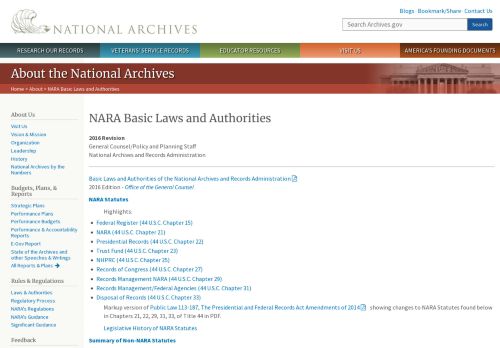 NATIONAL ARCHIVES
Blogs · Bookmark/Share · Contact Us
Search Archives.gov
Search
RESEARCH OUR RECORDS
VETERANS' SERVICE RECORDS
EDUCATOR RESOURCES
VISIT US
AMERICA'S FOUNDING DOCUMENTS
About the National Archives
Home > About > NARA Basic Laws and Authorities
About Us
Visit Us
Vision & Mission
Organization
Leadership
History
National Archives by the
Numbers
Budgets, Plans, &
Reports
Strategic Plans
Performance Plans
Performance Budgets
Performance & Accountability
Reports
E-Gov Report
State of the Archives and
other Speeches & Writings
All Reports & Plans
Rules & Regulations
Laws & Authorities
Regulatory Process
NARA's Regulations
NARA's Guidance
Significant Guidance
Feedback
NARA Basic Laws and Authorities
2016 Revision
General Counsel/Policy and Planning Staff
National Archives and Records Administration
Basic Laws and Authorities of the National Archives and Records Administration
2016 Edition - Office of the General Counsel
NARA Statutes
Highlights:
Federal Register (44 U.S.C. Chapter 15)
NARA (44 U.S.C. Chapter 21)
Presidential Records (44 U.S.C. Chapter 22)
Trust Fund (44 U.S.C. Chapter 23)
NHPRC (44 U.S.C. Chapter 25)
Records of Congress (44 U.S.C. Chapter 27)
Records Management NARA (44 U.S.C. Chapter 29)
Records Management/Federal Agencies (44 U.S.C. Chapter 31)
Disposal of Records (44 U.S.C. Chapter 33)
Markup version of Public Law 113-187, The Presidential and Federal Records Act Amendments of 2014 showing changes to NARA Statutes found below
in Chapters 21, 22, 29, 31, 33, of Title 44 in PDF.
Legislative History of NARA Statutes
Summary of Non-NARA Statutes